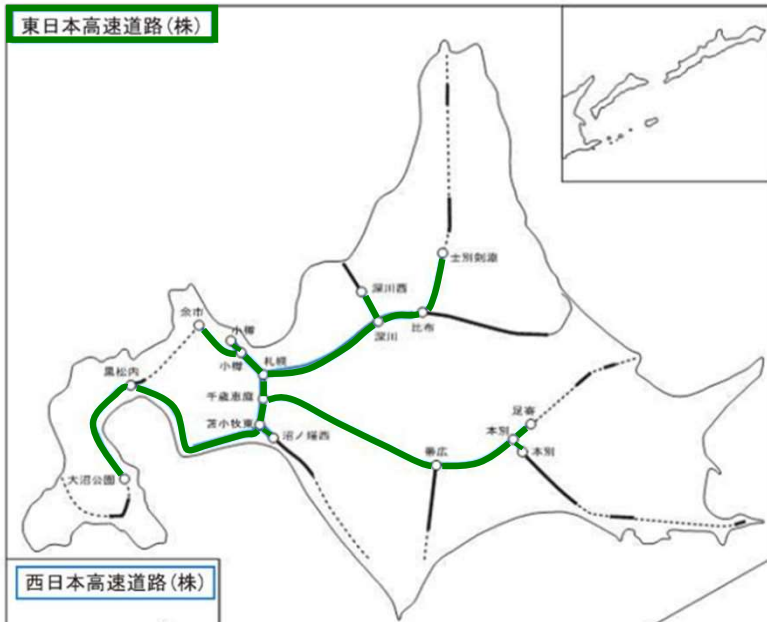 東日本高速道路(株)
士別剣淵
深川西
余市
小樽
比布
深川
小樽
札幌
黒松内
千歳恵庭
足寄
苫小牧東
本別
沼ノ端西
本別
帯広
大沼公園
西日本高速道路(株)